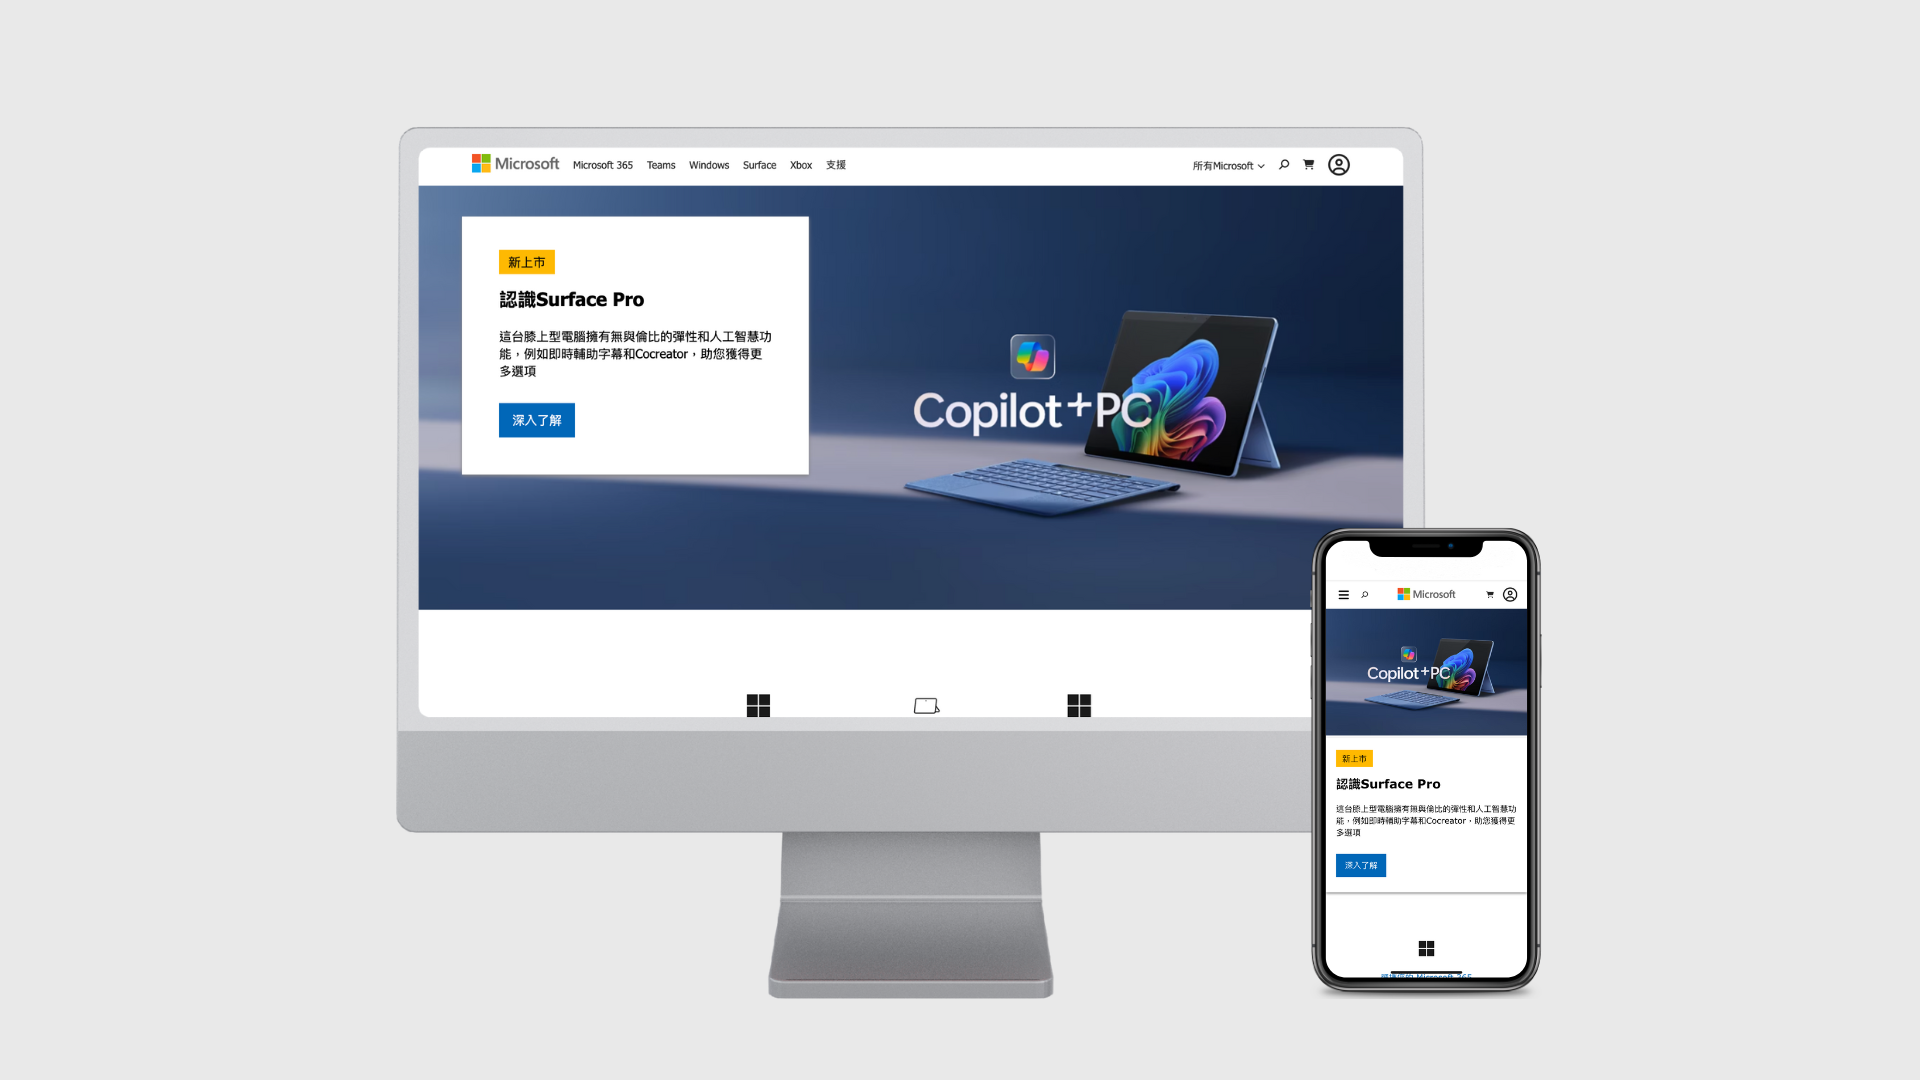 Microsoft Microsoft 365 Teams Windows Surface Xbox 支援 所有Microsoft
新上市
認識Surface Pro
這台膝上型電腦擁有無與倫比的彈性和人工智慧功
能，例如即時輔助字幕和Cocreator，助您獲得更
多選項
深入了解
Copilot+PC
Microsoft
Copilot+PC
新上市
認識Surface Pro
這台膝上型電腦擁有無與倫比的彈性和人工智慧功
能，例如即時輔助字幕和Cocreator，助您獲得更
多選項
深入了解
Microsoft 365